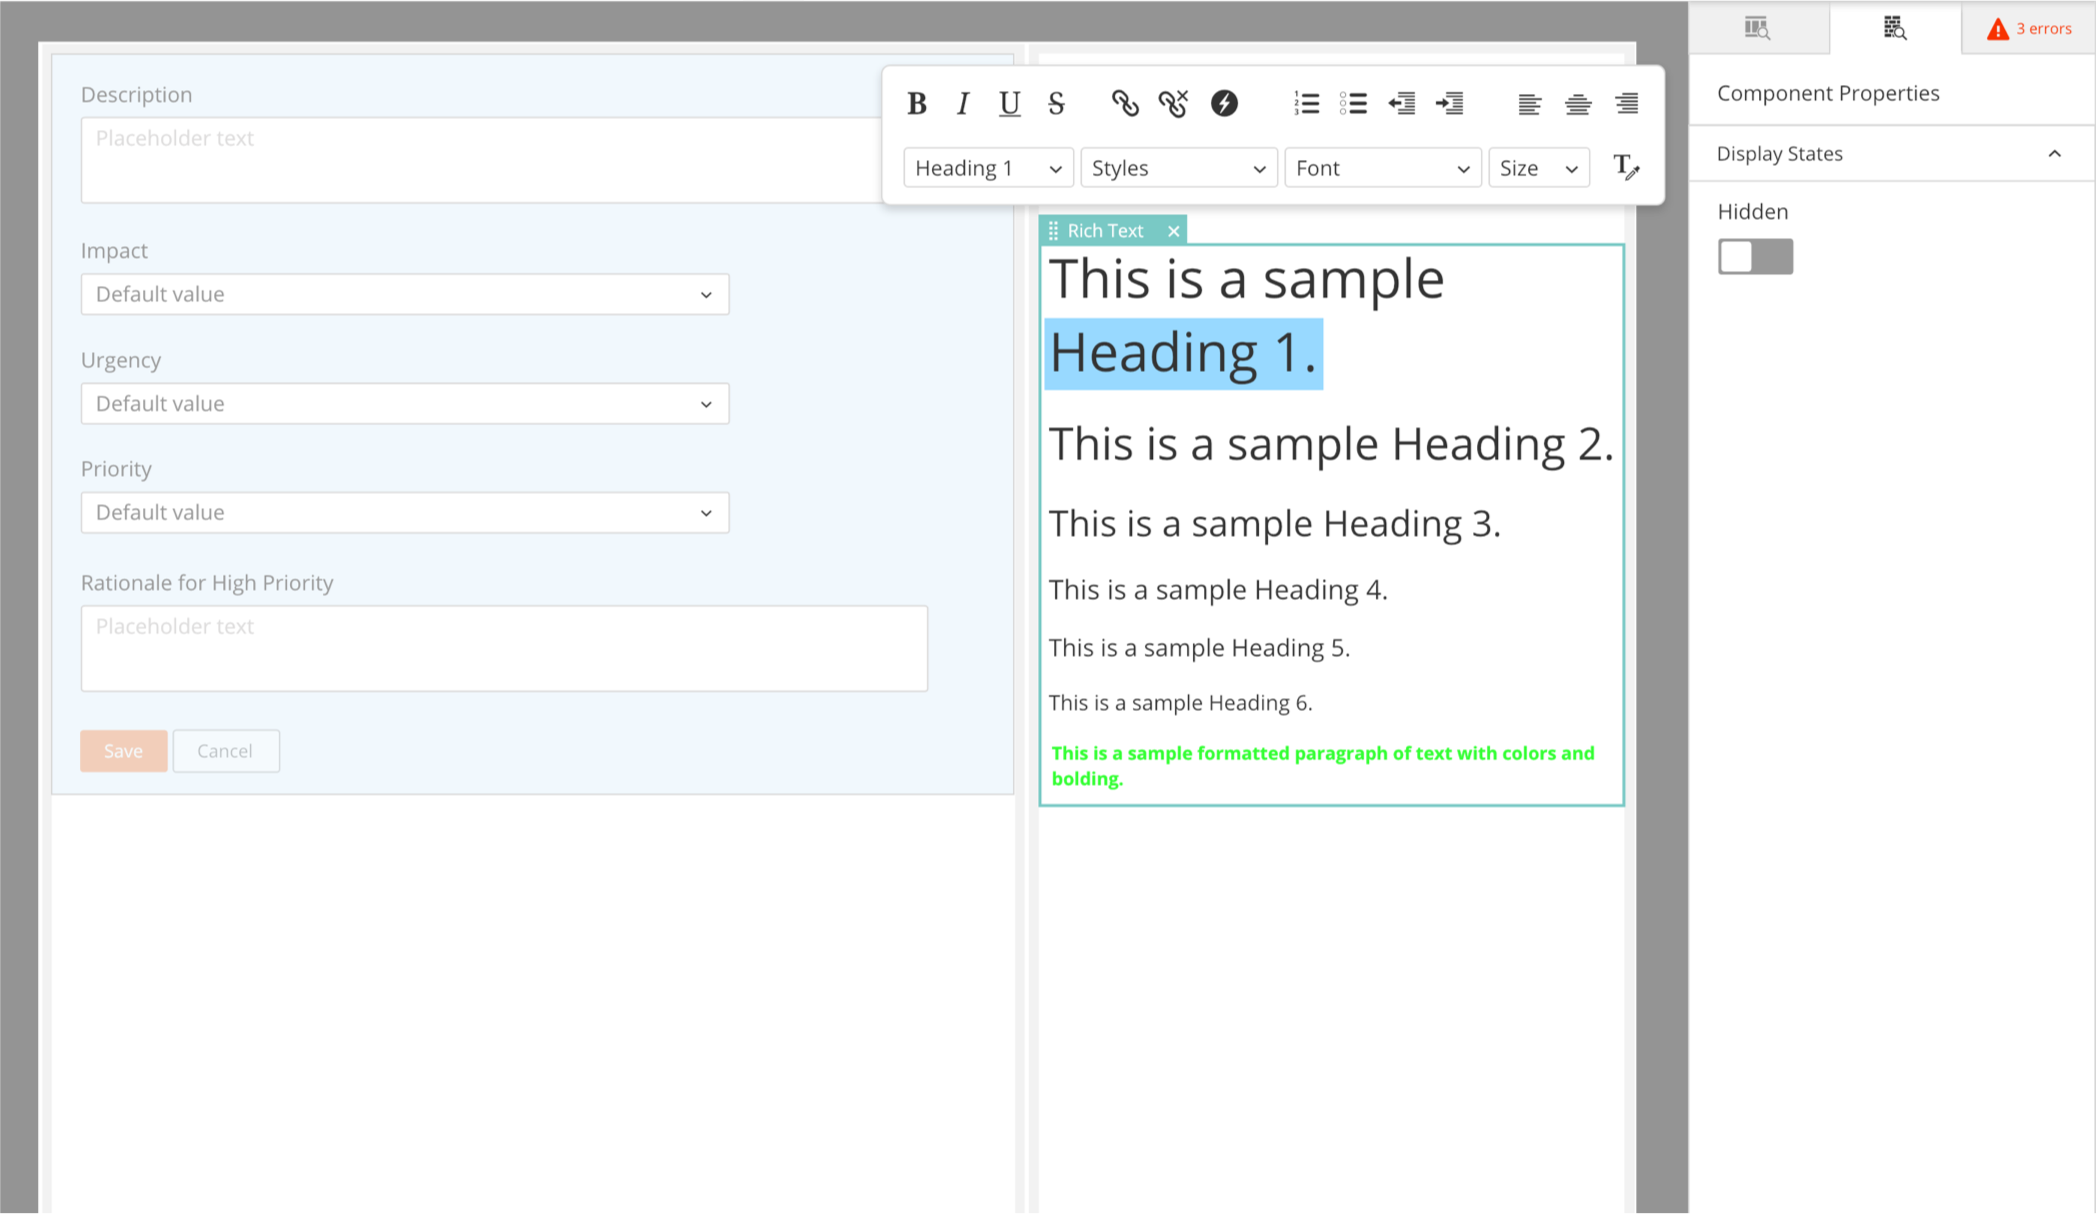 3 errors
Component Properties
Display States
Hidden
B I U S
Heading 1
Styles
Font
Size
Description
Placeholder text
Impact
Default value
Urgency
Default value
Priority
Default value
Rationale for High Priority
Placeholder text
Save
Cancel
Rich Text
This is a sample
Heading 1.
This is a sample Heading 2.
This is a sample Heading 3.
This is a sample Heading 4.
This is a sample Heading 5.
This is a sample Heading 6.
This is a sample formatted paragraph of text with colors and
bolding.